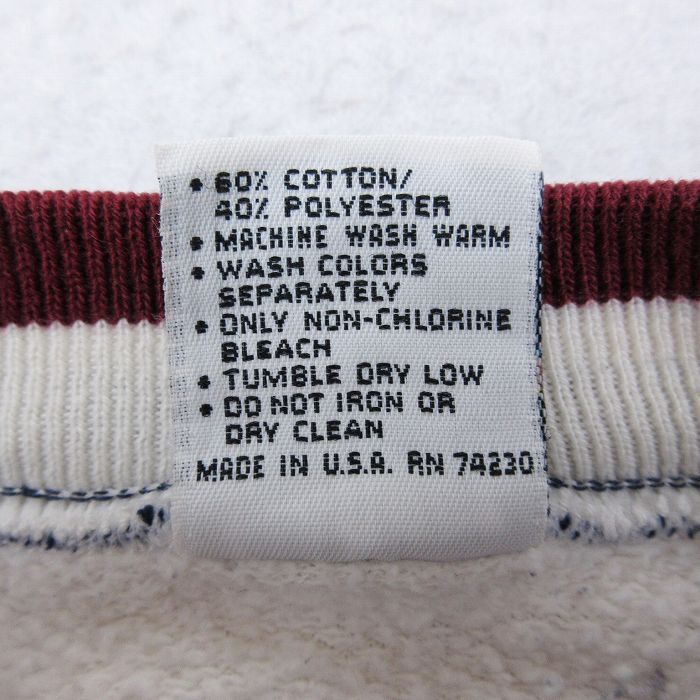 • 60% COTTON/
40% POLYESTER
• MACHINE WASH WARM
• WASH COLORS
SEPARATELY
• ONLY NON-CHLORINE
BLEACH
• TUMBLE DRY LOW
• DO NOT IRON OR
DRY CLEAN
MADE IN U.S.A. RN 74230